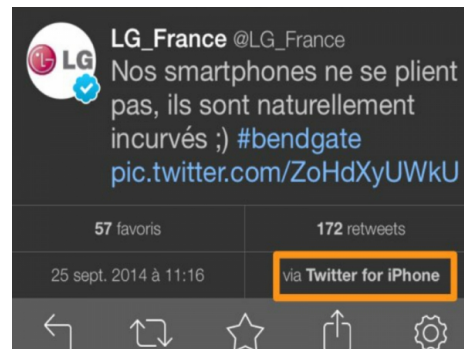 LG
LG_France @LG_France
Nos smartphones ne se plient
pas, ils sont naturellement
incurvés ;) #bendgate
pic.twitter.com/ZoHdXyUWkU
57 favoris 172 retweets
25 sept. 2014 à 11:16 via Twitter for iPhone